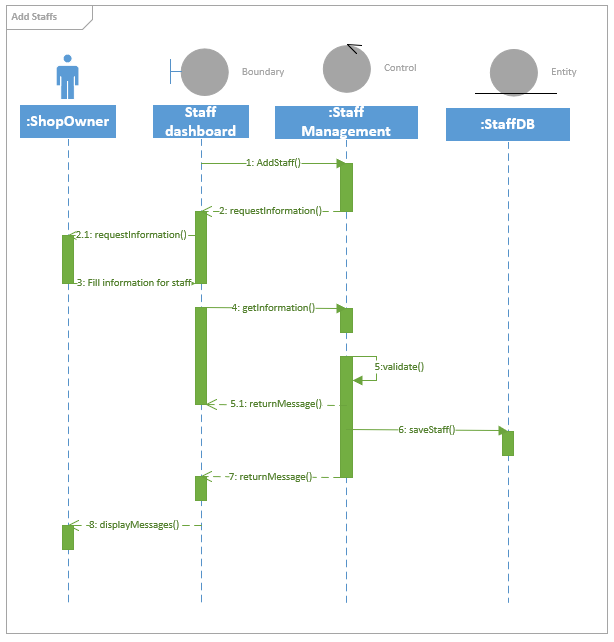 Add Staffs
Boundary
Control
Entity
:ShopOwner
Staff
dashboard
:Staff
Management
:StaffDB
1: AddStaff()
2: requestInformation()
2.1: requestInformation()
3: Fill information for staff
4: getInformation()
5:validate()
5.1: returnMessage()
6: saveStaff()
7: returnMessage()
8: displayMessages()